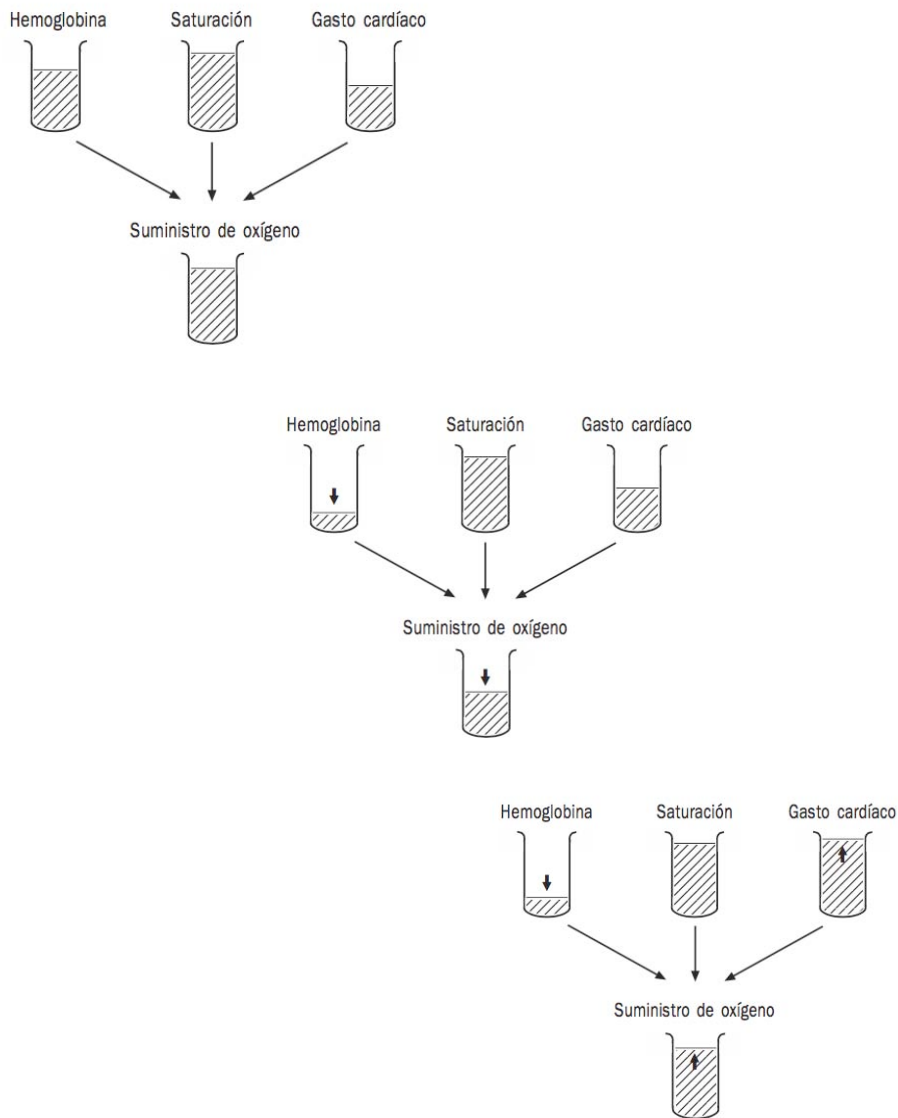 Hemoglobina Saturación Gasto cardíaco
Suministro de oxígeno
Hemoglobina Saturación Gasto cardíaco
Suministro de oxígeno
Hemoglobina Saturación Gasto cardíaco
Suministro de oxígeno